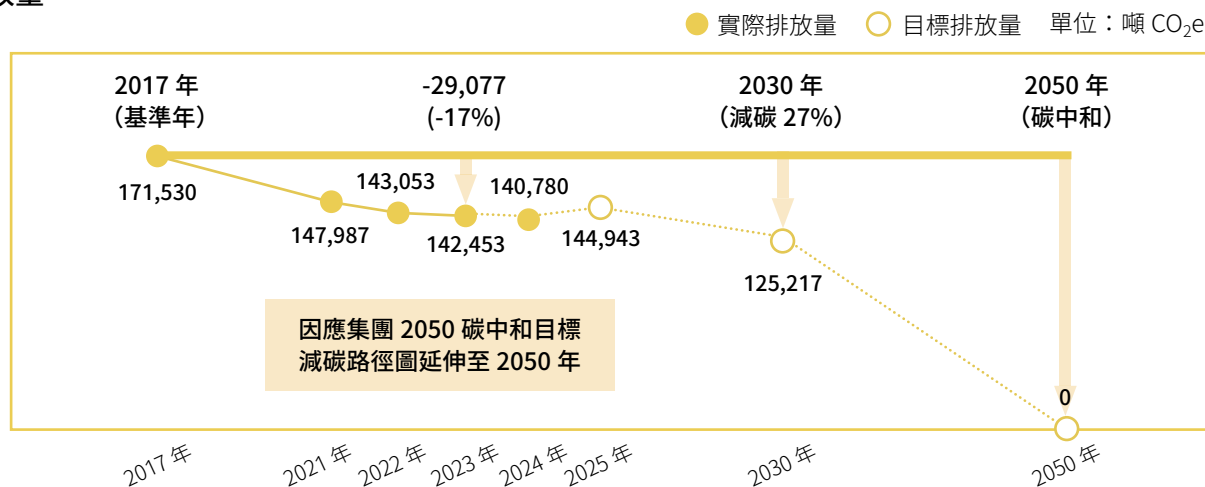 實際排放量 目標排放量 單位：噸 CO₂e
2017 年
（基準年）
-29,077
(-17%)
2030 年
（減碳 27%）
2050 年
（碳中和）
171,530
147,987
143,053
142,453
140,780
144,943
125,217
0
因應集團 2050 碳中和目標
減碳路徑圖延伸至 2050 年
2017 年
2021 年
2022 年
2023 年
2024 年
2025 年
2030 年
2050 年